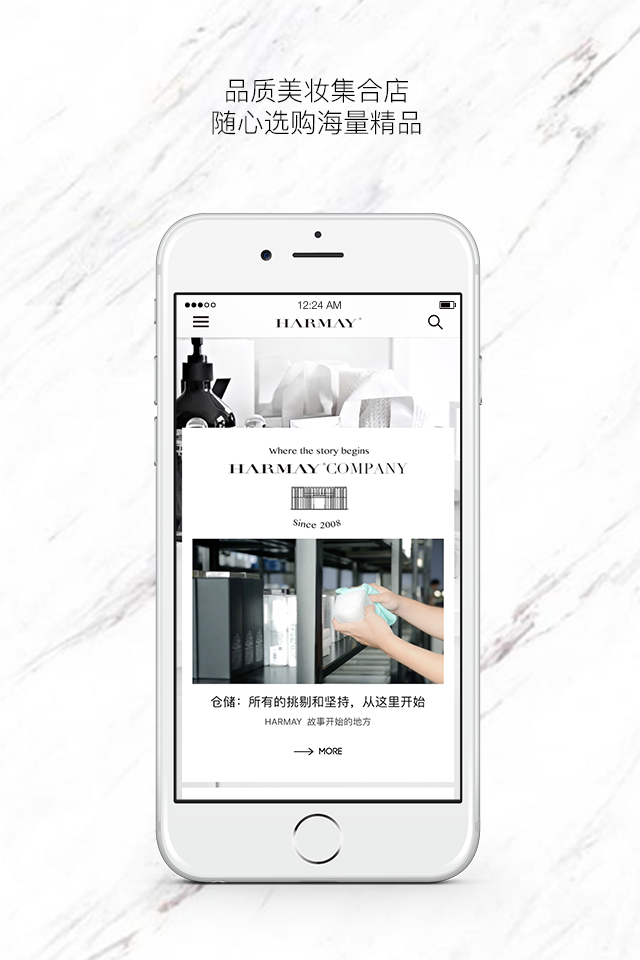 品质美妆集合店
随心选购海量精品
12:24 AM
HARMAY®
Where the story begins
HARMAY®COMPANY
Since 2008
仓储：所有的挑剔和坚持，从这里开始
HARMAY 故事开始的地方
MORE